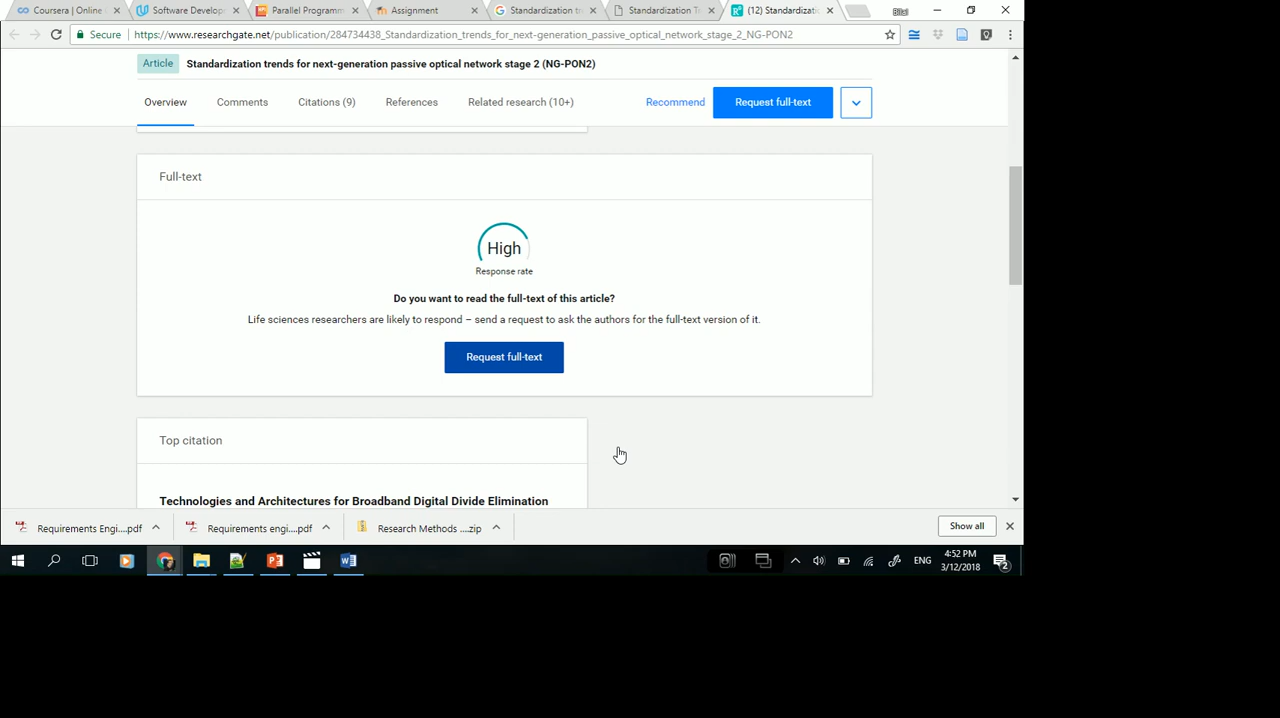 Coursera | Online
Software Develop
Parallel Programm
Assignment
Standardization tr
Standardization T
(12) Standardizati
Bilal
Secure
https://www.researchgate.net/publication/284734438_Standardization_trends_for_next-generation_passive_optical_network_stage_2_NG-PON2
Article
Standardization trends for next-generation passive optical network stage 2 (NG-PON2)
Overview
Comments
Citations (9)
References
Related research (10+)
Recommend
Request full-text
Full-text
High
Response rate
Do you want to read the full-text of this article?
Life sciences researchers are likely to respond – send a request to ask the authors for the full-text version of it.
Request full-text
Top citation
Technologies and Architectures for Broadband Digital Divide Elimination
Requirements Engi....pdf
Requirements engi....pdf
Research Methods ....zip
Show all
ENG
4:52 PM
3/12/2018
2